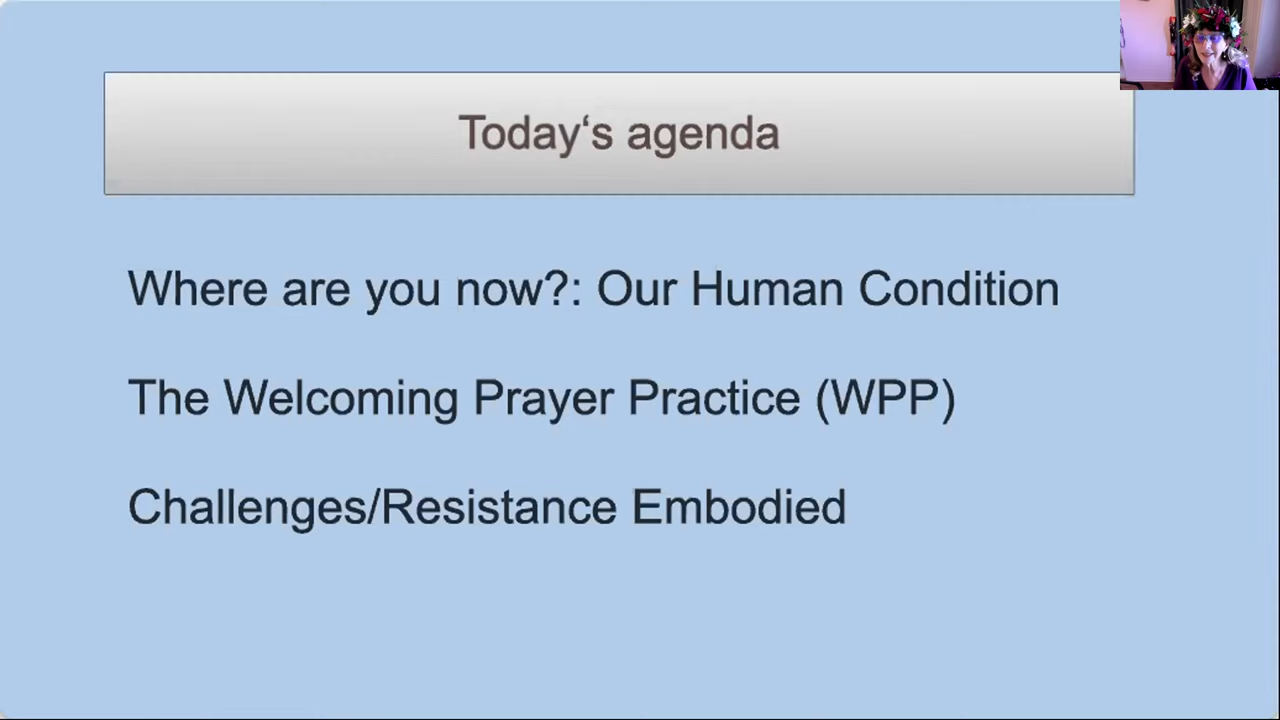 Today‘s agenda
Where are you now?: Our Human Condition
The Welcoming Prayer Practice (WPP)
Challenges/Resistance Embodied